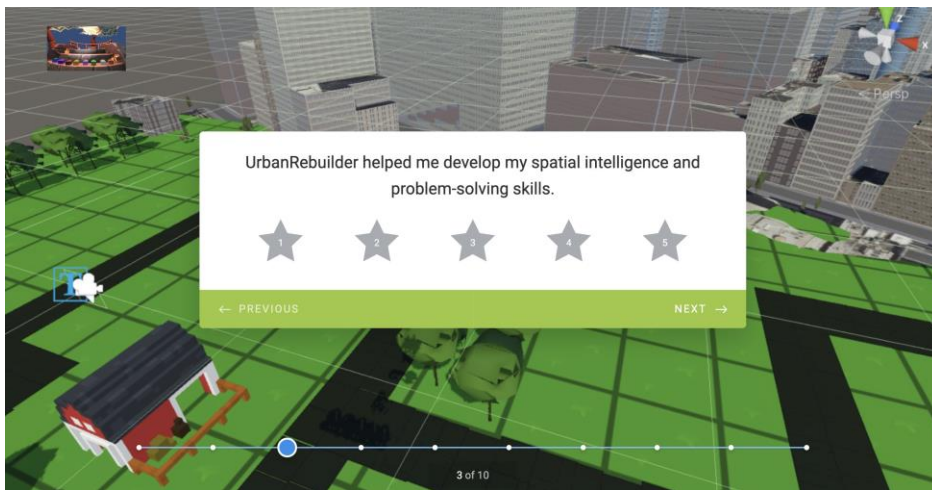 z
x
< Persp
UrbanRebuilder helped me develop my spatial intelligence and
problem-solving skills.
1 2 3 4 5
T
← PREVIOUS NEXT →
3 of 10